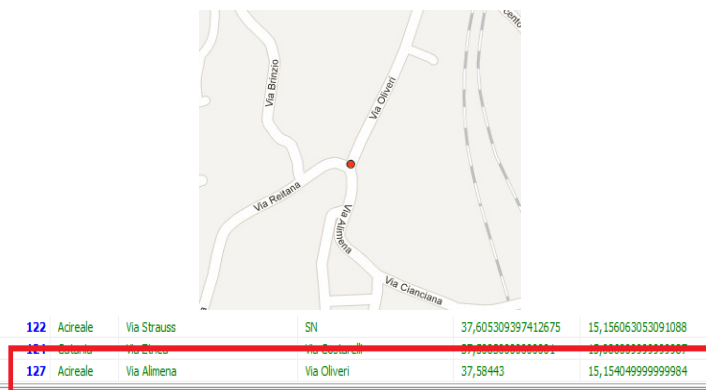 cento
Via Brinzio
Via Oliveri
Via Reitana
Via Alimena
Via Cianciana
122 Acireale Via Strauss SN 37,605309397412675 15,156063053091088
127 Acireale Via Alimena Via Oliveri 37,58443 15,154049999999984